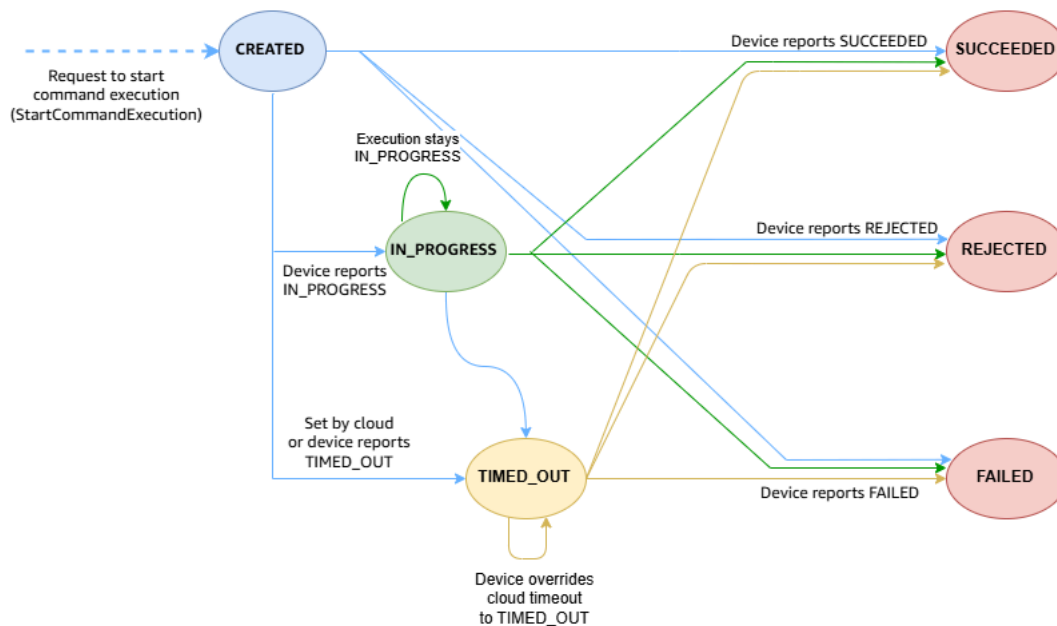 CREATED
Device reports SUCCEEDED
SUCCEEDED
Request to start
command execution
(StartCommandExecution)
Execution stays
IN_PROGRESS
IN_PROGRESS
Device reports REJECTED
REJECTED
Device reports
IN_PROGRESS
Set by cloud
or device reports
TIMED_OUT
TIMED_OUT
Device reports FAILED
FAILED
Device overrides
cloud timeout
to TIMED_OUT